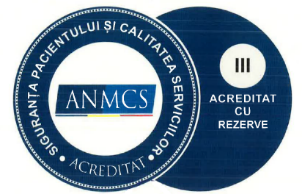 SIGURANȚA PACIENTULUI ȘI CALITATEA SERVICIILOR
ANMCS
• ACREDITAT •
III
ACREDITAT
CU
REZERVE